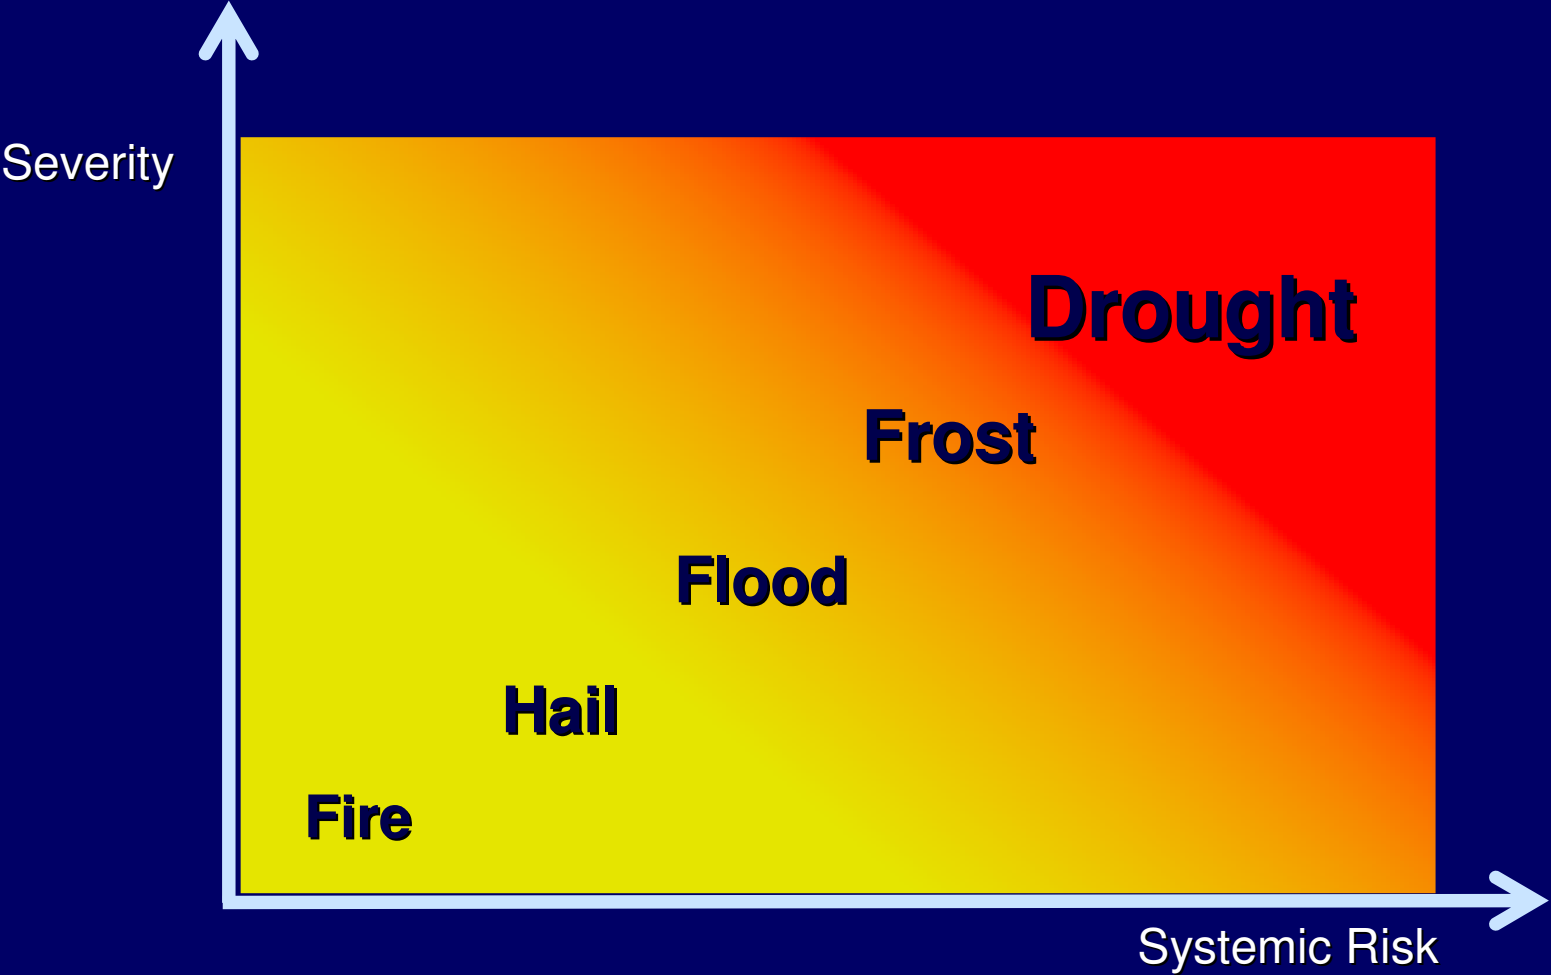 Severity
Drought
Frost
Flood
Hail
Fire
Systemic Risk